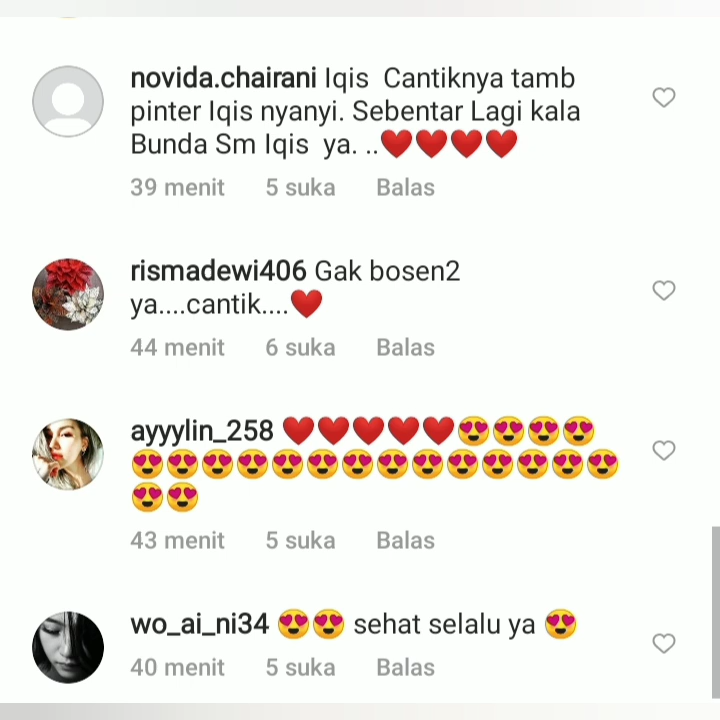 novida.chairani Iqis Cantiknya tamb
pinter Iqis nyanyi. Sebentar Lagi kala
Bunda Sm Iqis ya. ..❤️❤️❤️❤️
39 menit 5 suka Balas
rismadewi406 Gak bosen2
ya....cantik....❤️
44 menit 6 suka Balas
ayyylin_258 ❤️❤️❤️❤️❤️😍😍😍😍
😍😍😍😍😍😍😍😍😍😍😍😍😍😍
😍😍
43 menit 5 suka Balas
wo_ai_ni34 😍😍 sehat selalu ya 😍
40 menit 5 suka Balas